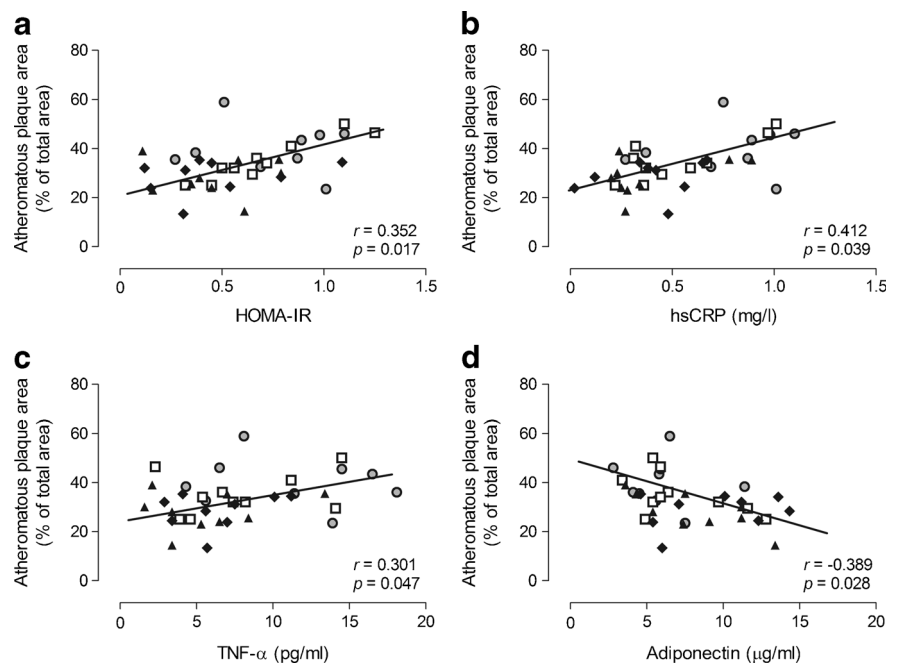 a
80
60
40
20
0
Atheromatous plaque area
(% of total area)
r = 0.352
p = 0.017
0 0.5 1.0 1.5
HOMA-IR
b
80
60
40
20
0
Atheromatous plaque area
(% of total area)
r = 0.412
p = 0.039
0 0.5 1.0 1.5
hsCRP (mg/l)
c
80
60
40
20
0
Atheromatous plaque area
(% of total area)
r = 0.301
p = 0.047
0 5 10 15 20
TNF-α (pg/ml)
d
80
60
40
20
0
Atheromatous plaque area
(% of total area)
r = -0.389
p = 0.028
0 5 10 15 20
Adiponectin (μg/ml)